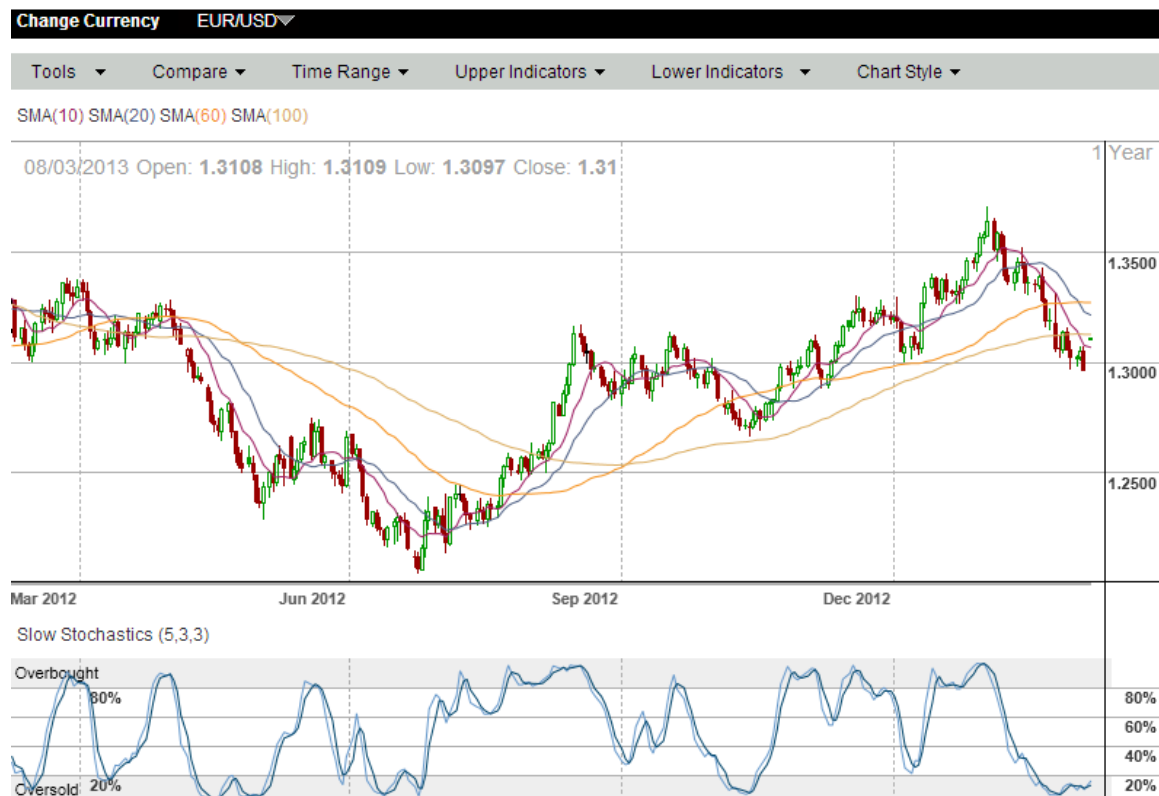 Change Currency EUR/USD
Tools Compare Time Range Upper Indicators Lower Indicators Chart Style
SMA(10) SMA(20) SMA(60) SMA(100)
1 Year
08/03/2013 Open: 1.3108 High: 1.3109 Low: 1.3097 Close: 1.31
1.3500
1.3000
1.2500
Mar 2012 Jun 2012 Sep 2012 Dec 2012
Slow Stochastics (5,3,3)
Overbought
80% 80%
60%
40%
Oversold 20% 20%